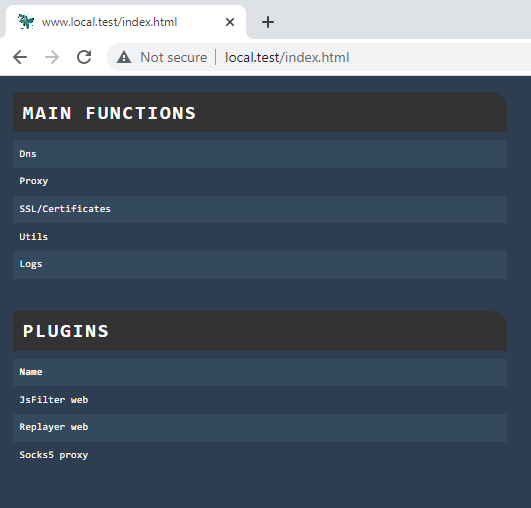 www.local.test/index.html
Not secure local.test/index.html
MAIN FUNCTIONS
Dns
Proxy
SSL/Certificates
Utils
Logs
PLUGINS
Name
JsFilter web
Replayer web
Socks5 proxy